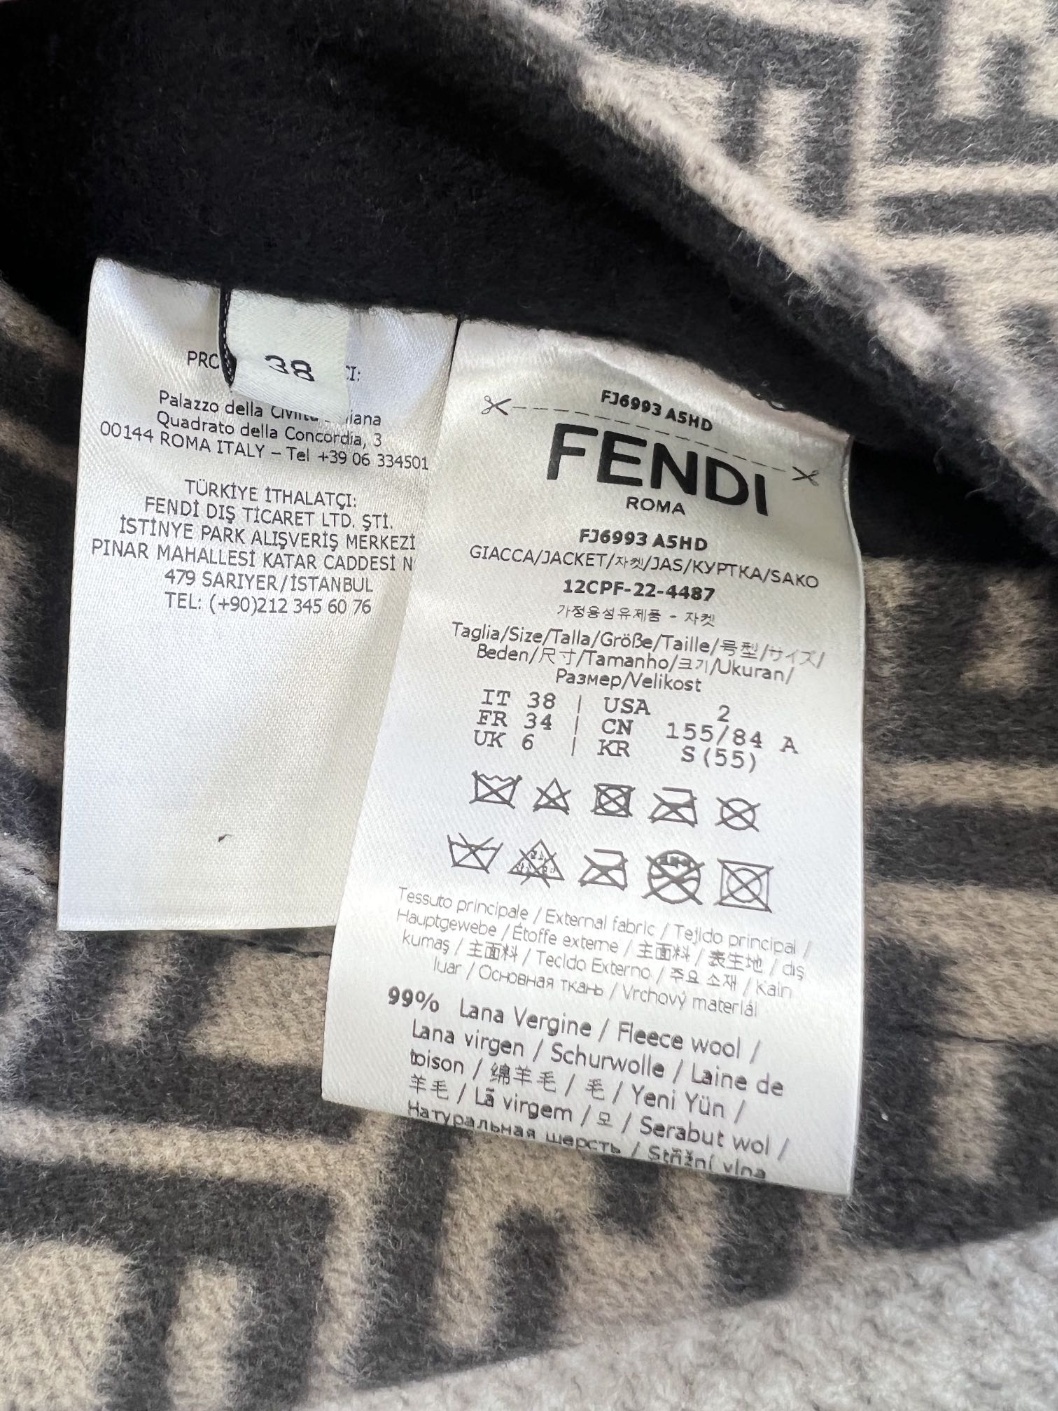 38
Palazzo della
Quadrato della Concordia, 3
00144 ROMA ITALY – Tel +39 06 334501
TÜRKİYE İTHALATÇI:
FENDİ DIŞ TİCARET LTD. ŞTİ.
İSTİNYE PARK ALIŞVERİŞ MERKEZİ
PINAR MAHALLESİ KATAR CADDESİ N
479 SARIYER/İSTANBUL
TEL: (+90)212 345 60 76
FJ6993 A5HD
FENDI
ROMA
FJ6993 A5HD
GIACCA/JACKET/자켓/JAS/КУРТКА/SAKO
12CPF-22-4487
가정용섬유제품 - 자켓
Taglia/Size/Talla/Größe/Taille/号型/サイズ/
Beden/尺寸/Tamanho/크기/Ukuran/
Размер/Velikost
IT 38 | USA 2
FR 34 | CN 155/84 A
UK 6 | KR S(55)
Tessuto principale / External fabric / Tejido principal /
Hauptgewebe / Étoffe externe / 主面料 / 表生地 / diş
kumaş / 主面料 / Tecido Externo / 주요 소재 / Kain
luar / Основная ткань / Vrchový materiál
99% Lana Vergine / Fleece wool /
Lana virgen / Schurwolle / Laine de
toison / 绵羊毛 / 毛 / Yeni Yün /
羊毛 / Lã virgem / 모 / Serabut wol /
Натуральная шерсть / Střižní vlna